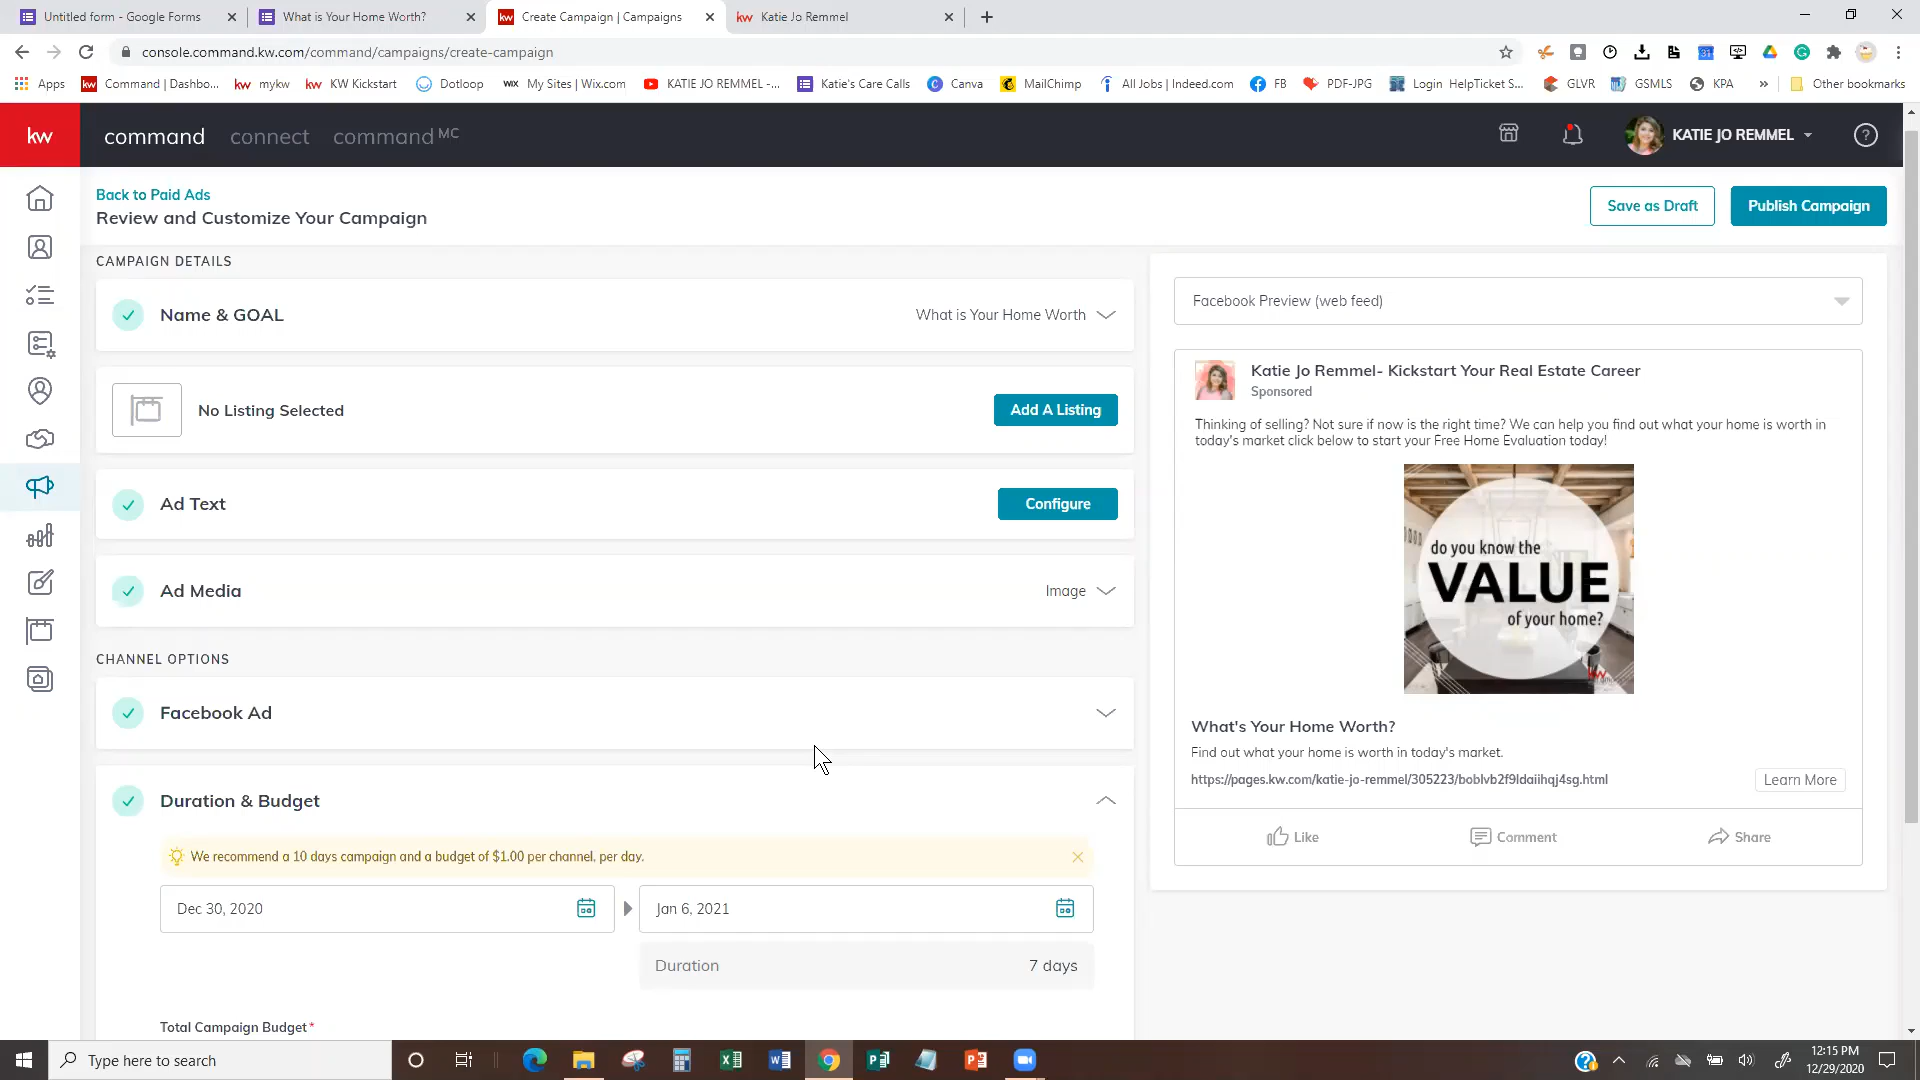 Untitled form - Google Forms
What is Your Home Worth?
Create Campaign | Campaigns
kw Katie Jo Remmel
console.command.kw.com/command/campaigns/create-campaign
Apps
kw Command | Dashbo...
kw mykw
kw KW Kickstart
Dotloop
WIX My Sites | Wix.com
KATIE JO REMMEL -...
Katie's Care Calls
Canva
MailChimp
All Jobs | Indeed.com
FB
PDF-JPG
Login HelpTicket S...
GLVR
GSMLS
KPA
»
Other bookmarks
kw
command connect command MC
KATIE JO REMMEL
Back to Paid Ads
Review and Customize Your Campaign
Save as Draft
Publish Campaign
CAMPAIGN DETAILS
Name & GOAL
What is Your Home Worth
No Listing Selected
Add A Listing
Ad Text
Configure
Ad Media
Image
CHANNEL OPTIONS
Facebook Ad
Duration & Budget
We recommend a 10 days campaign and a budget of $1.00 per channel, per day.
Dec 30, 2020
Jan 6, 2021
Duration
7 days
Total Campaign Budget*
Facebook Preview (web feed)
Katie Jo Remmel- Kickstart Your Real Estate Career
Sponsored
Thinking of selling? Not sure if now is the right time? We can help you find out what your home is worth in
today's market click below to start your Free Home Evaluation today!
do you know the
VALUE
of your home?
kw
What's Your Home Worth?
Find out what your home is worth in today's market.
https://pages.kw.com/katie-jo-remmel/305223/boblvb2f9ldaiihqj4sg.html
Learn More
Like
Comment
Share
Type here to search
12:15 PM
12/29/2020